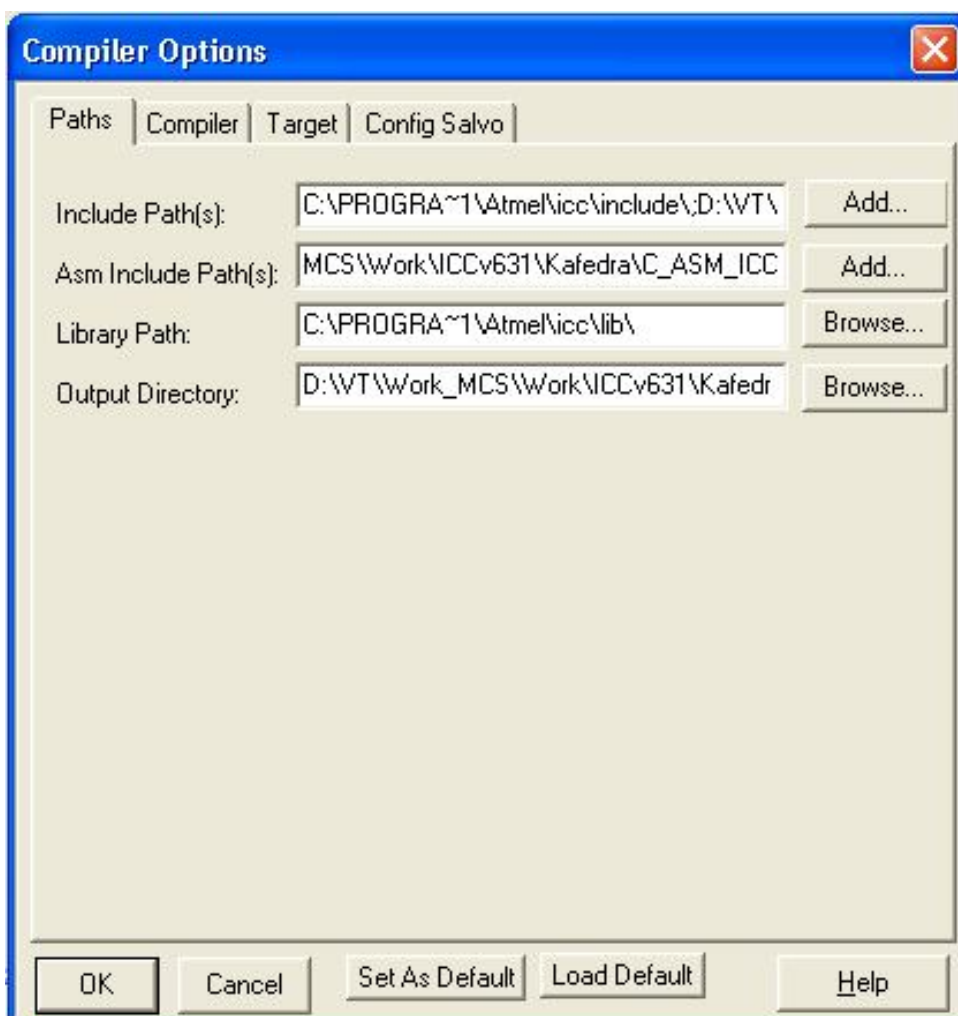 Compiler Options
Paths Compiler Target Config Salvo
Include Path(s): C:\PROGRA~1\Atmel\icc\include\;D:\VT\ Add...
Asm Include Path(s): MCS\Work\ICCv631\Kafedra\C_ASM_ICC Add...
Library Path: C:\PROGRA~1\Atmel\icc\lib\ Browse...
Output Directory: D:\VT\Work_MCS\Work\ICCv631\Kafedr Browse...
OK Cancel Set As Default Load Default Help